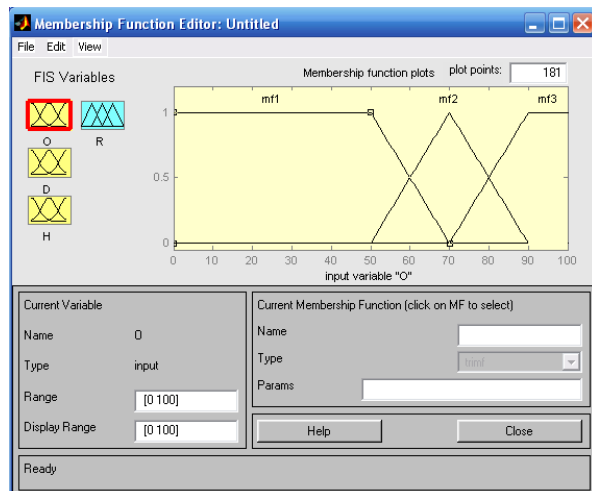 Membership Function Editor: Untitled
File Edit View
FIS Variables
Membership function plots plot points: 181
mf1 mf2 mf3
O R
D
H
1
0.5
0
0 10 20 30 40 50 60 70 80 90 100
input variable "O"
Current Variable
Name O
Type input
Range [0 100]
Display Range [0 100]
Current Membership Function (click on MF to select)
Name
Type trimf
Params
Help Close
Ready